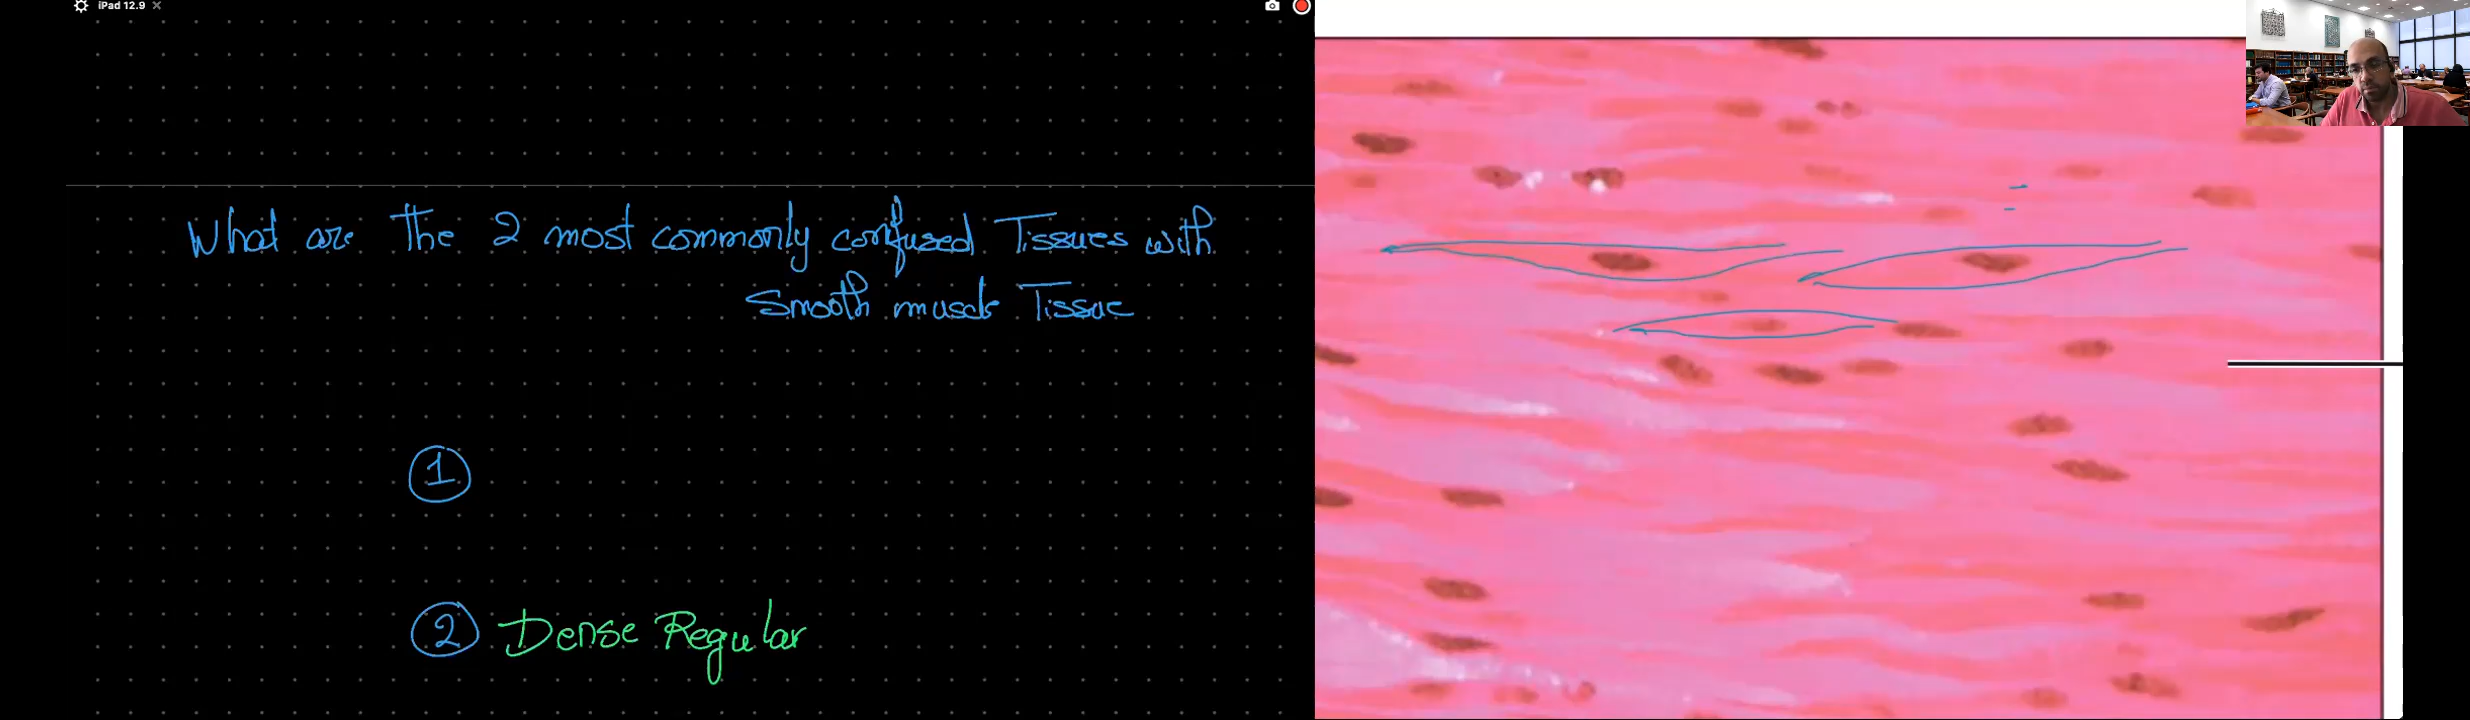 iPad 12.9
What are The 2 most commonly confused Tissues with
Smooth muscle Tissue
1
2 Dense Regular